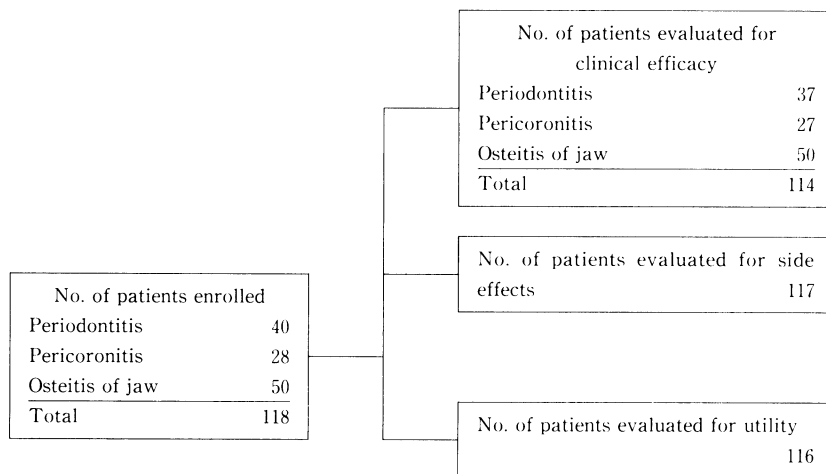 No. of patients enrolled
Periodontitis 40
Pericoronitis 28
Osteitis of jaw 50
Total 118
No. of patients evaluated for
clinical efficacy
Periodontitis 37
Pericoronitis 27
Osteitis of jaw 50
Total 114
No. of patients evaluated for side
effects 117
No. of patients evaluated for utility
116